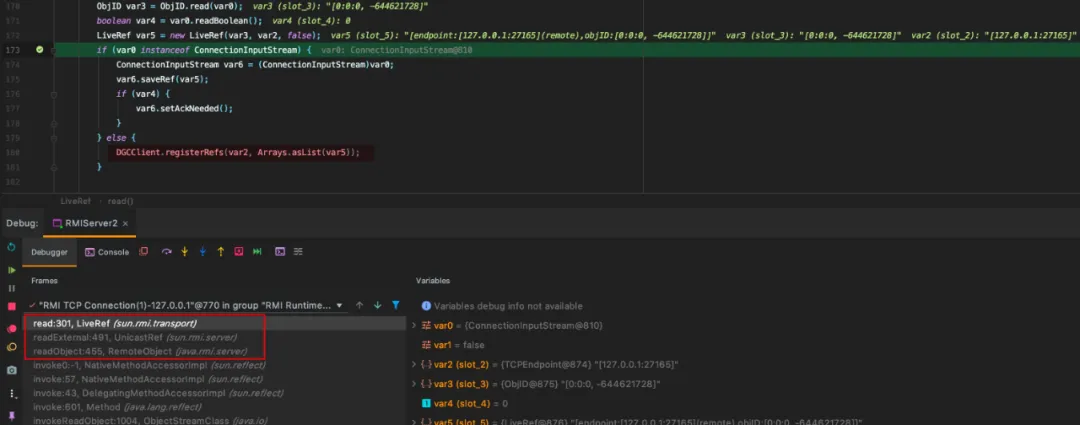 170 ObjID var3 = ObjID.read(var0); var3 (slot_3): "[0:0:0, -644621728]"
171 boolean var4 = var0.readBoolean(); var4 (slot_4): 0
172 LiveRef var5 = new LiveRef(var3, var2, false); var5 (slot_5): "[endpoint:[127.0.0.1:27165](remote),objID:[0:0:0, -644621728]]" var3 (slot_3): "[0:0:0, -644621728]" var2 (slot_2): "[127.0.0.1:27165]"
173 if (var0 instanceof ConnectionInputStream) { var0: ConnectionInputStream@810
174 ConnectionInputStream var6 = (ConnectionInputStream)var0;
175 var6.saveRef(var5);
176 if (var4) {
177 var6.setAckNeeded();
178 }
179 } else {
180 DGCClient.registerRefs(var2, Arrays.asList(var5));
181 }
182
LiveRef › read()
Debug: RMIServer2 ×
Debugger Console
Frames Variables
"RMI TCP Connection(1)-127.0.0.1"@770 in group "RMI Runtime...
Variables debug info not available
read:301, LiveRef (sun.rmi.transport)
var0 = {ConnectionInputStream@810}
readExternal:491, UnicastRef (sun.rmi.server)
var1 = false
readObject:455, RemoteObject (java.rmi.server)
var2 (slot_2) = {TCPEndpoint@874} "[127.0.0.1:27165]"
invoke0:-1, NativeMethodAccessorImpl (sun.reflect)
invoke:57, NativeMethodAccessorImpl (sun.reflect)
var3 (slot_3) = {ObjID@875} "[0:0:0, -644621728]"
invoke:43, DelegatingMethodAccessorImpl (sun.reflect)
var4 (slot_4) = 0
invoke:601, Method (java.lang.reflect)
invokeReadObject:1004, ObjectStreamClass (java.io)
var5 (slot_5) = {LiveRef@876} "[endpoint:[127.0.0.1:27165](remote),objID:[0:0:0, -644621728]]"